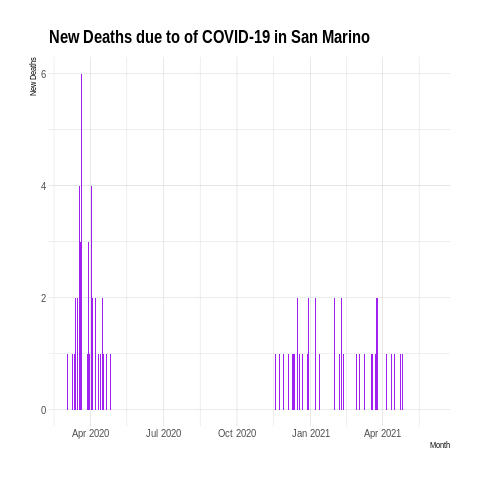 New Deaths due to of COVID-19 in San Marino
New Deaths
6
4
2
0
Apr 2020
Jul 2020
Oct 2020
Jan 2021
Apr 2021
Month